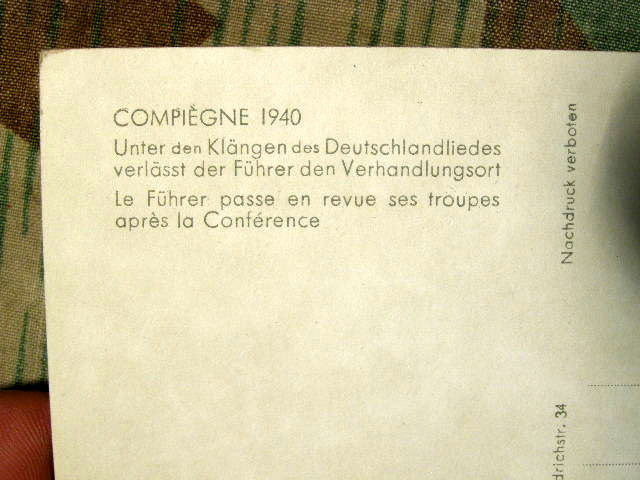 COMPIÈGNE 1940
Unter den Klängen des Deutschlandliedes
verlässt der Führer den Verhandlungsort
Le Führer passe en revue ses troupes
après la Conférence
Nachdruck verboten
drichstr. 34